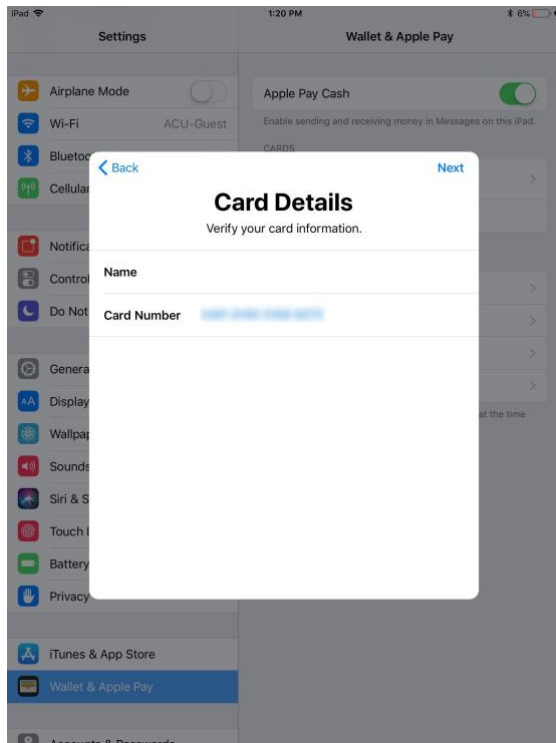 iPad 1:20 PM 6%
Settings
Wallet & Apple Pay
Airplane Mode
Apple Pay Cash
Wi-Fi ACU-Guest
Enable sending and receiving money in Messages on this iPad.
CARDS
Bluetoo
Cellular
Back Next
Card Details
Verify your card information.
Name
Card Number
Notifica
Control
Do Not
Genera
Display
Wallpap
at the time
Sounds
Siri & S
Touch I
Battery
Privacy
iTunes & App Store
Wallet & Apple Pay